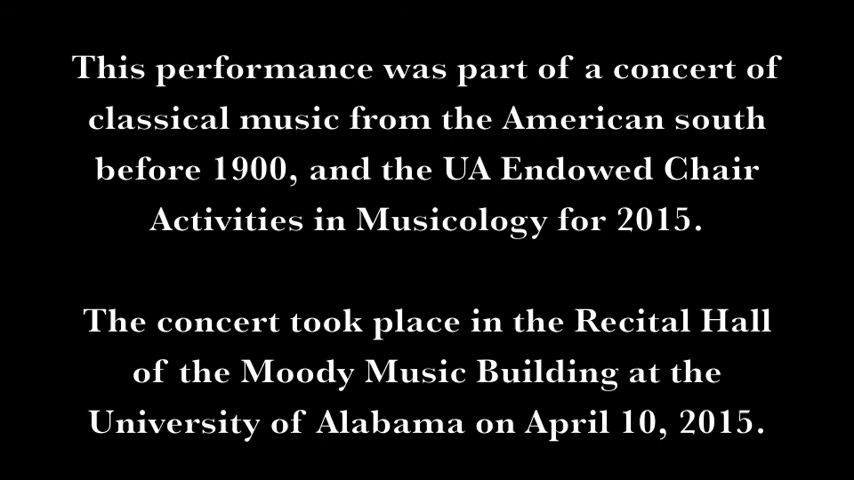 This performance was part of a concert of
classical music from the American south
before 1900, and the UA Endowed Chair
Activities in Musicology for 2015.
The concert took place in the Recital Hall
of the Moody Music Building at the
University of Alabama on April 10, 2015.